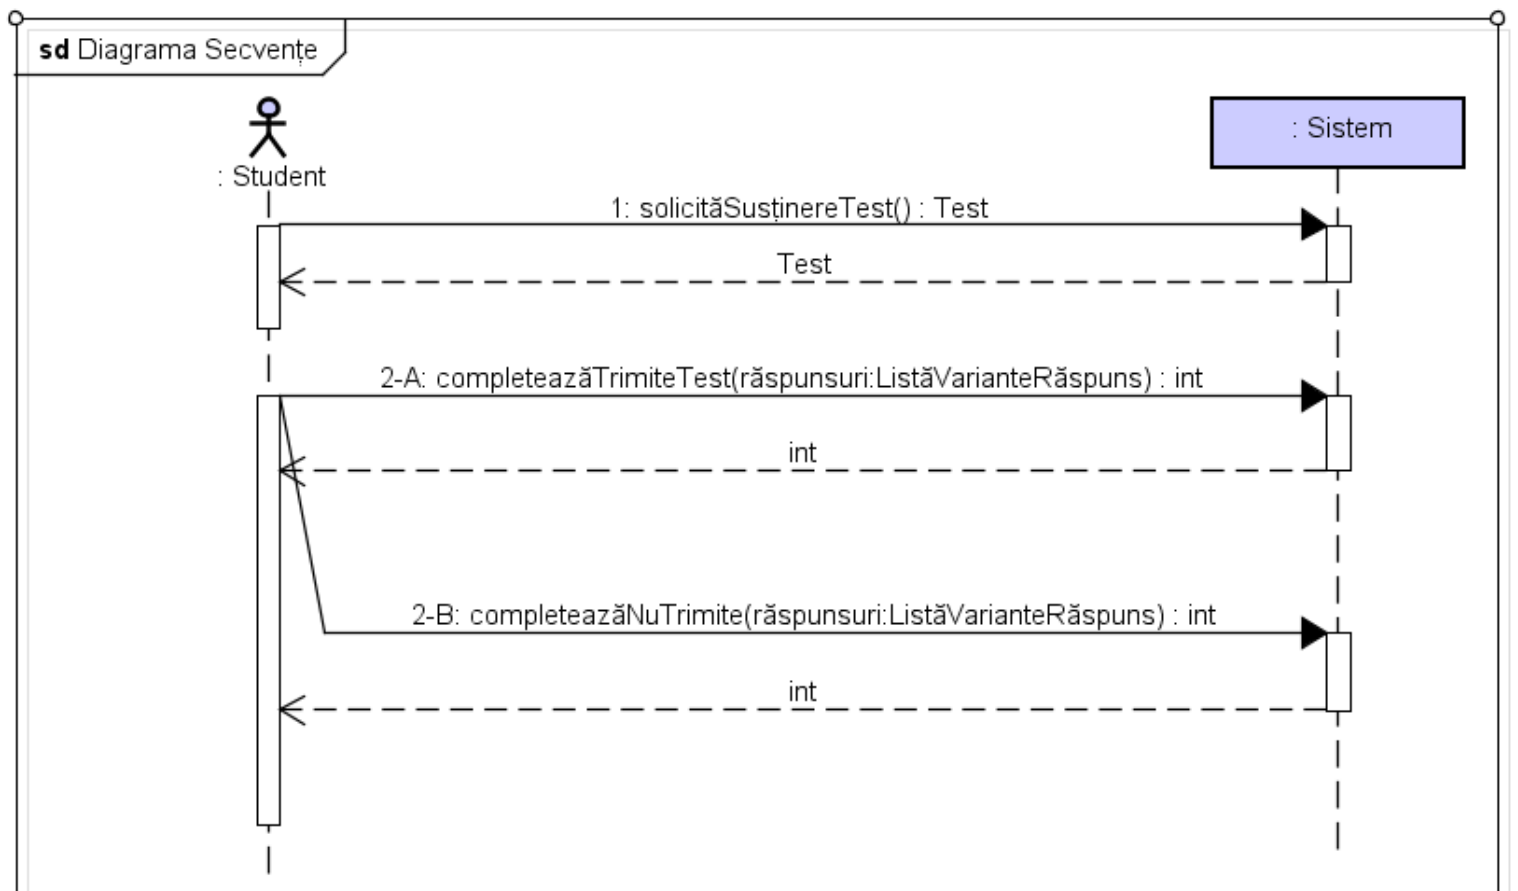 sd Diagrama Secvențe
: Student
: Sistem
1: solicităSusținereTest() : Test
Test
2-A: completeazăTrimiteTest(răspunsuri:ListăVarianteRăspuns) : int
int
2-B: completeazăNuTrimite(răspunsuri:ListăVarianteRăspuns) : int
int